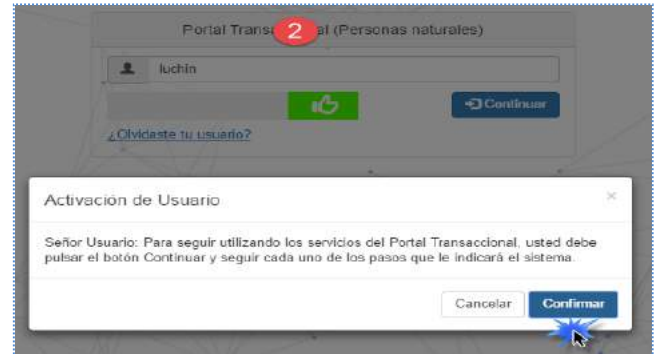 Portal Trans 2 al (Personas naturales)
luchin
Continuar
¿Olvidaste tu usuario?
Activación de Usuario
×
Señor Usuario: Para seguir utilizando los servicios del Portal Transaccional, usted debe
pulsar el botón Continuar y seguir cada uno de los pasos que le indicará el sistema.
Cancelar Confirmar